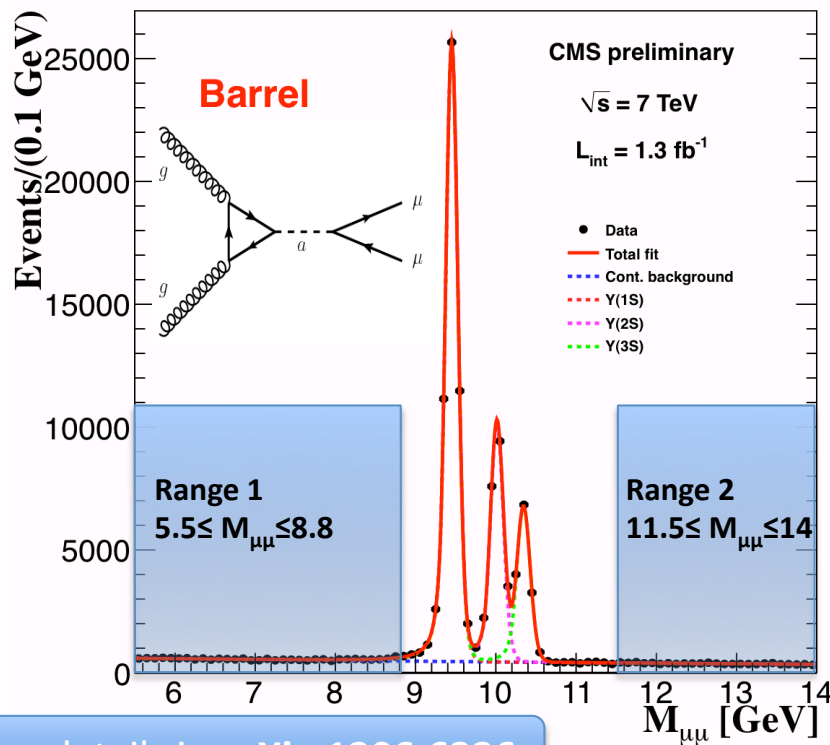 Events/(0.1 GeV)
25000
20000
15000
10000
5000
0
Barrel
g
g
a
μ
μ
CMS preliminary
√s = 7 TeV
L_int = 1.3 fb⁻¹
Data
Total fit
Cont. background
Y(1S)
Y(2S)
Y(3S)
Range 1
5.5≤ M_μμ≤8.8
Range 2
11.5≤ M_μμ≤14
6 7 8 9 10 11 12 13 14
M_μμ [GeV]